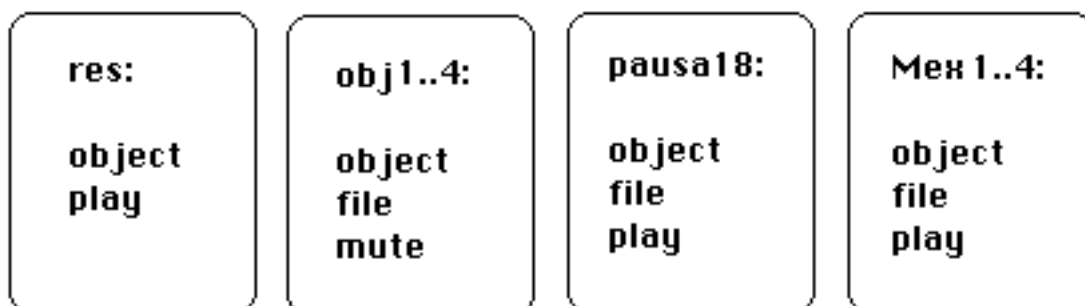 res:
object
play
obj1..4:
object
file
mute
pausa18:
object
file
play
Mex 1..4:
object
file
play